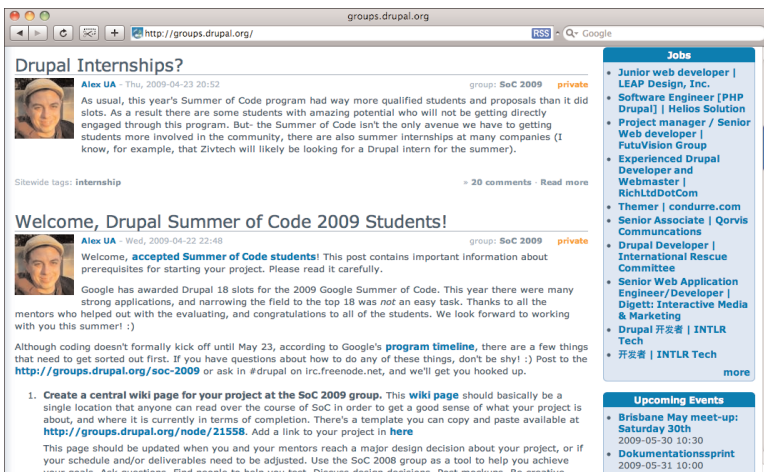 groups.drupal.org
http://groups.drupal.org/
RSS
Google
Drupal Internships?
Alex UA - Thu, 2009-04-23 20:52
group: SoC 2009 private
As usual, this year's Summer of Code program had way more qualified students and proposals than it did
slots. As a result there are some students with amazing potential who will not be getting directly
engaged through this program. But- the Summer of Code isn't the only avenue we have to getting
students more involved in the community, there are also summer internships at many companies (I
know, for example, that Zivtech will likely be looking for a Drupal intern for the summer).
Sitewide tags: internship
» 20 comments · Read more
Welcome, Drupal Summer of Code 2009 Students!
Alex UA - Wed, 2009-04-22 22:48
group: SoC 2009 private
Welcome, accepted Summer of Code students! This post contains important information about
prerequisites for starting your project. Please read it carefully.
Google has awarded Drupal 18 slots for the 2009 Google Summer of Code. This year there were many
strong applications, and narrowing the field to the top 18 was not an easy task. Thanks to all the
mentors who helped out with the evaluating, and congratulations to all of the students. We look forward to working
with you this summer! :)
Although coding doesn't formally kick off until May 23, according to Google's program timeline, there are a few things
that need to get sorted out first. If you have questions about how to do any of these things, don't be shy! :) Post to the
http://groups.drupal.org/soc-2009 or ask in #drupal on irc.freenode.net, and we'll get you hooked up.
1. Create a central wiki page for your project at the SoC 2009 group. This wiki page should basically be a
single location that anyone can read over the course of SoC in order to get a good sense of what your project is
about, and where it is currently in terms of completion. There's a template you can copy and paste available at
http://groups.drupal.org/node/21558. Add a link to your project in here
This page should be updated when you and your mentors reach a major design decision about your project, or if
your schedule and/or deliverables need to be adjusted. Use the SoC 2008 group as a tool to help you achieve
Jobs
Junior web developer |
LEAP Design, Inc.
Software Engineer [PHP
Drupal] | Helios Solution
Project manager / Senior
Web developer |
FutuVision Group
Experienced Drupal
Developer and
Webmaster |
RichLtdDotCom
Themer | condurre.com
Senior Associate | Qorvis
Communcations
Drupal Developer |
International Rescue
Committee
Senior Web Application
Engineer/Developer |
Digett: Interactive Media
& Marketing
Drupal 开发者 | INTLR
Tech
开发者 | INTLR Tech
more
Upcoming Events
Brisbane May meet-up:
Saturday 30th
2009-05-30 10:30
Dokumentationssprint
2009-05-31 10:00